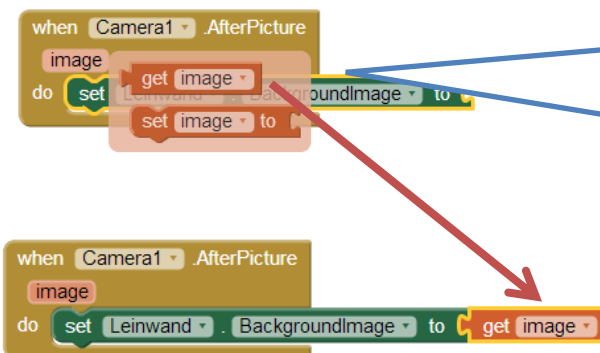 when Camera1 .AfterPicture
image
get image
do set Leinwand . BackgroundImage to
set image to
when Camera1 .AfterPicture
image
do set Leinwand . BackgroundImage to get image